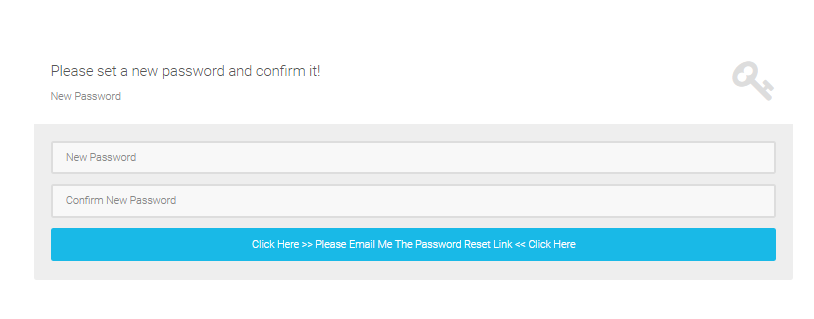 Please set a new password and confirm it!
New Password
New Password
Confirm New Password
Click Here >> Please Email Me The Password Reset Link << Click Here